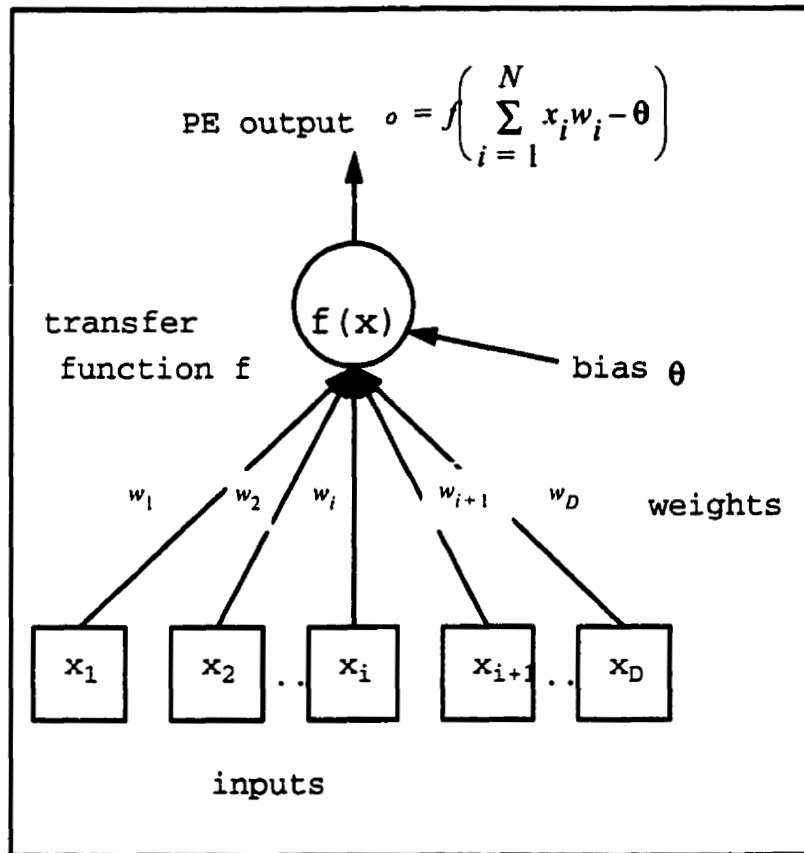 PE output o = f( N ∑ i = 1 x_i w_i − θ )
f(x)
transfer
function f
bias θ
w_1 w_2 w_i w_{i+1} w_D weights
x_1 x_2 .. x_i x_{i+1} .. x_D
inputs